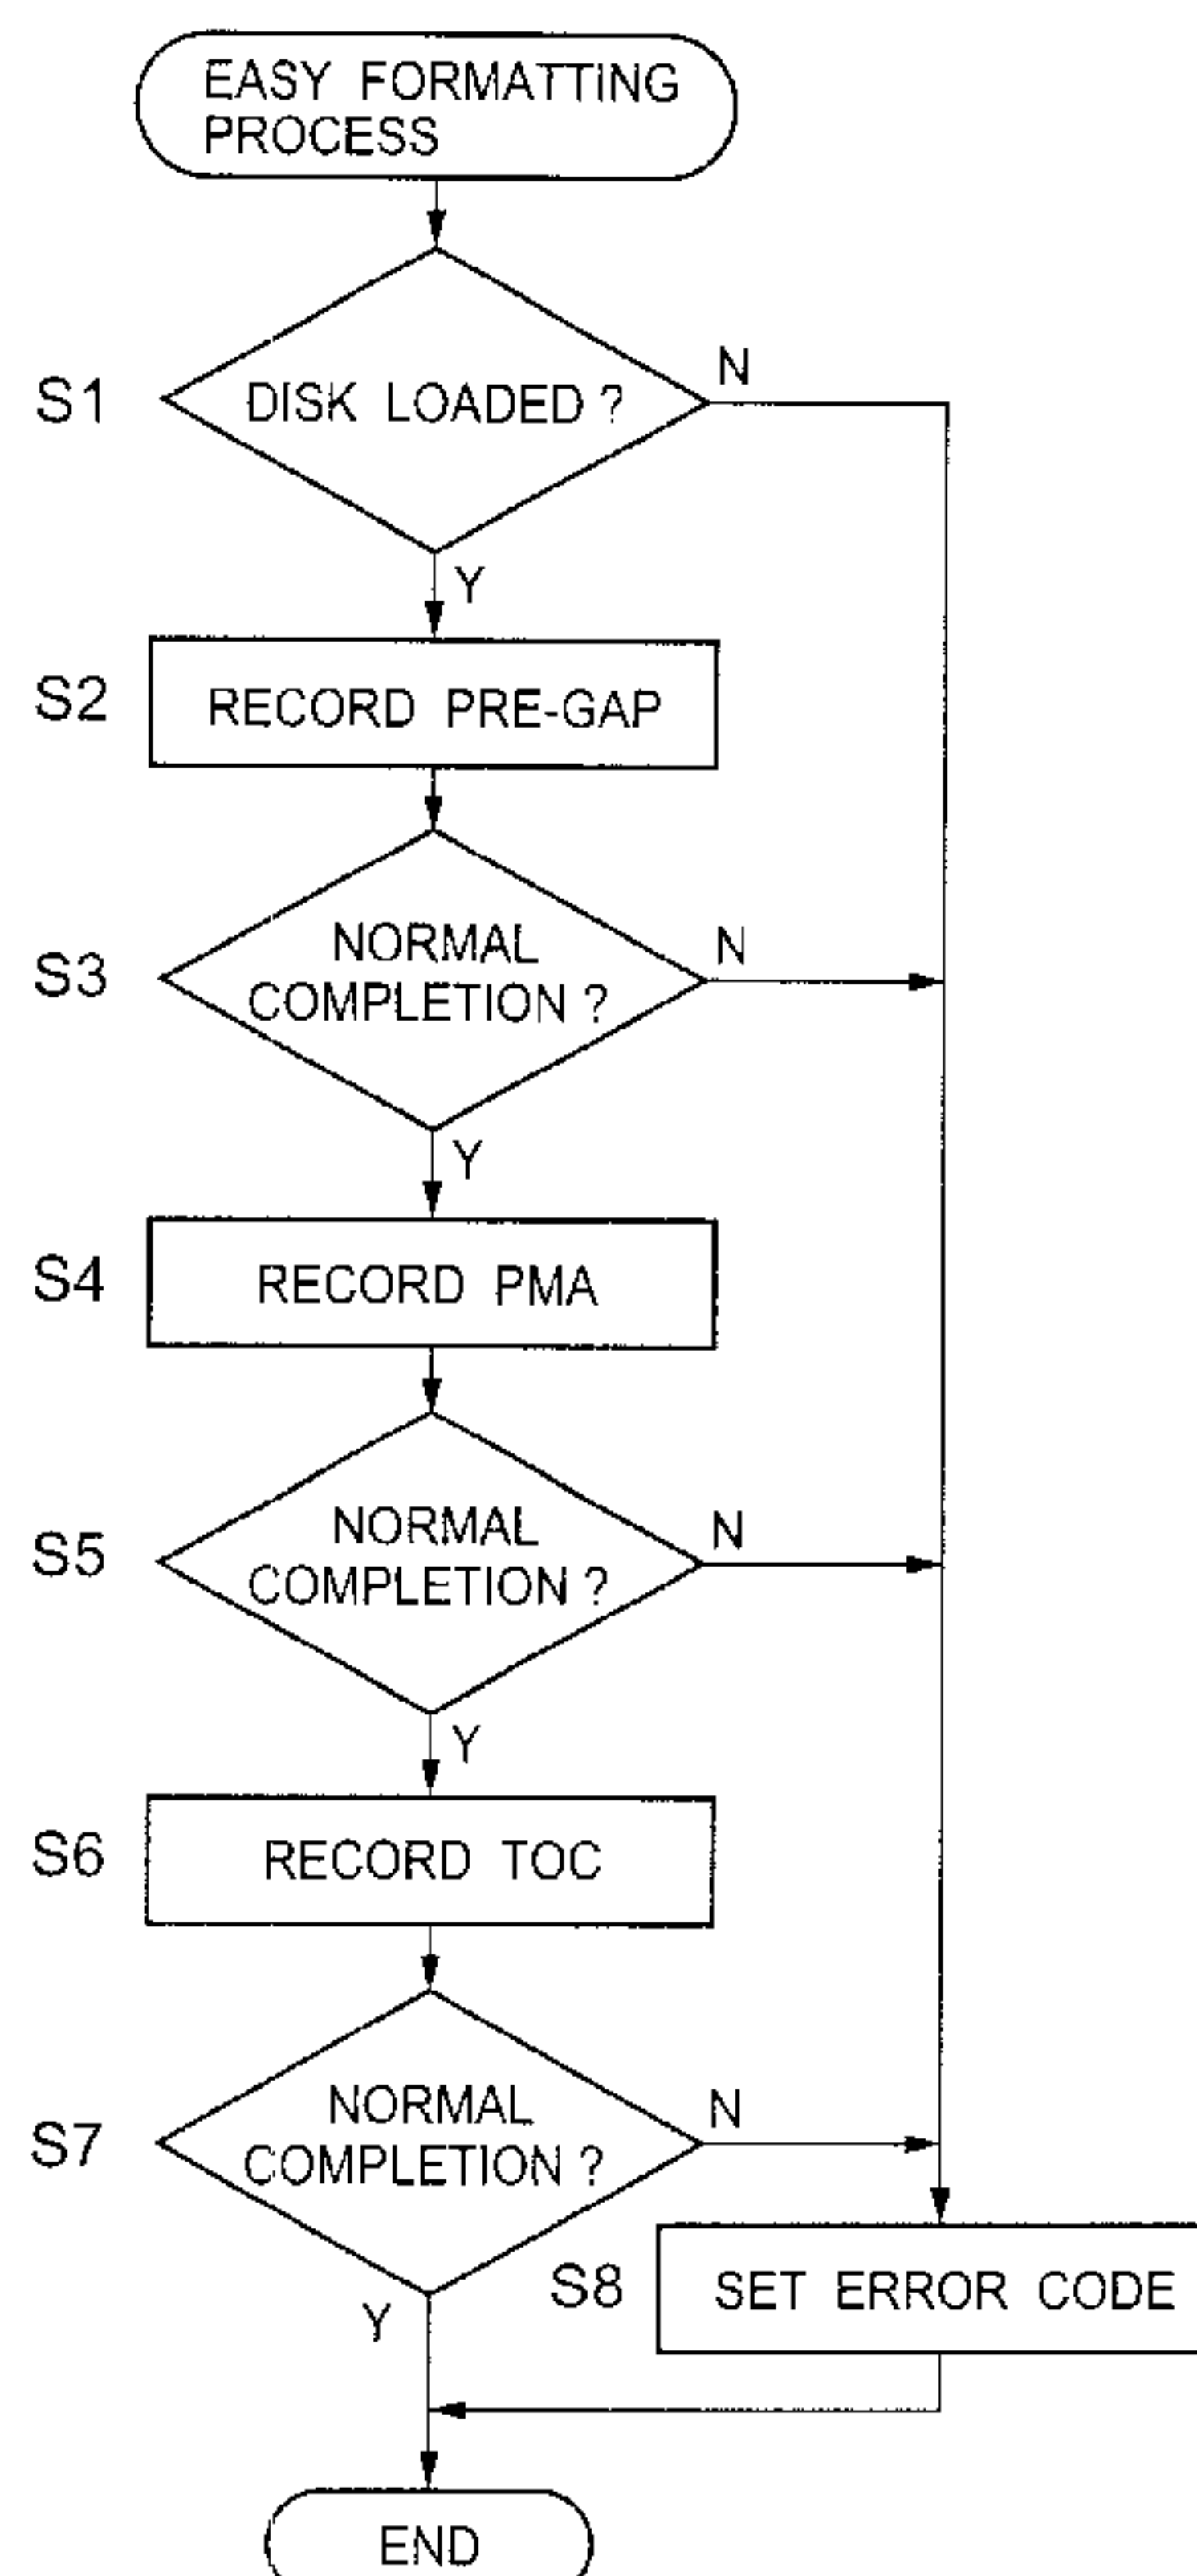 EASY FORMATTING
PROCESS
S1
DISK LOADED ?
N
Y
S2
RECORD PRE-GAP
S3
NORMAL
COMPLETION ?
N
Y
S4
RECORD PMA
S5
NORMAL
COMPLETION ?
N
Y
S6
RECORD TOC
S7
NORMAL
COMPLETION ?
N
Y
S8
SET ERROR CODE
END